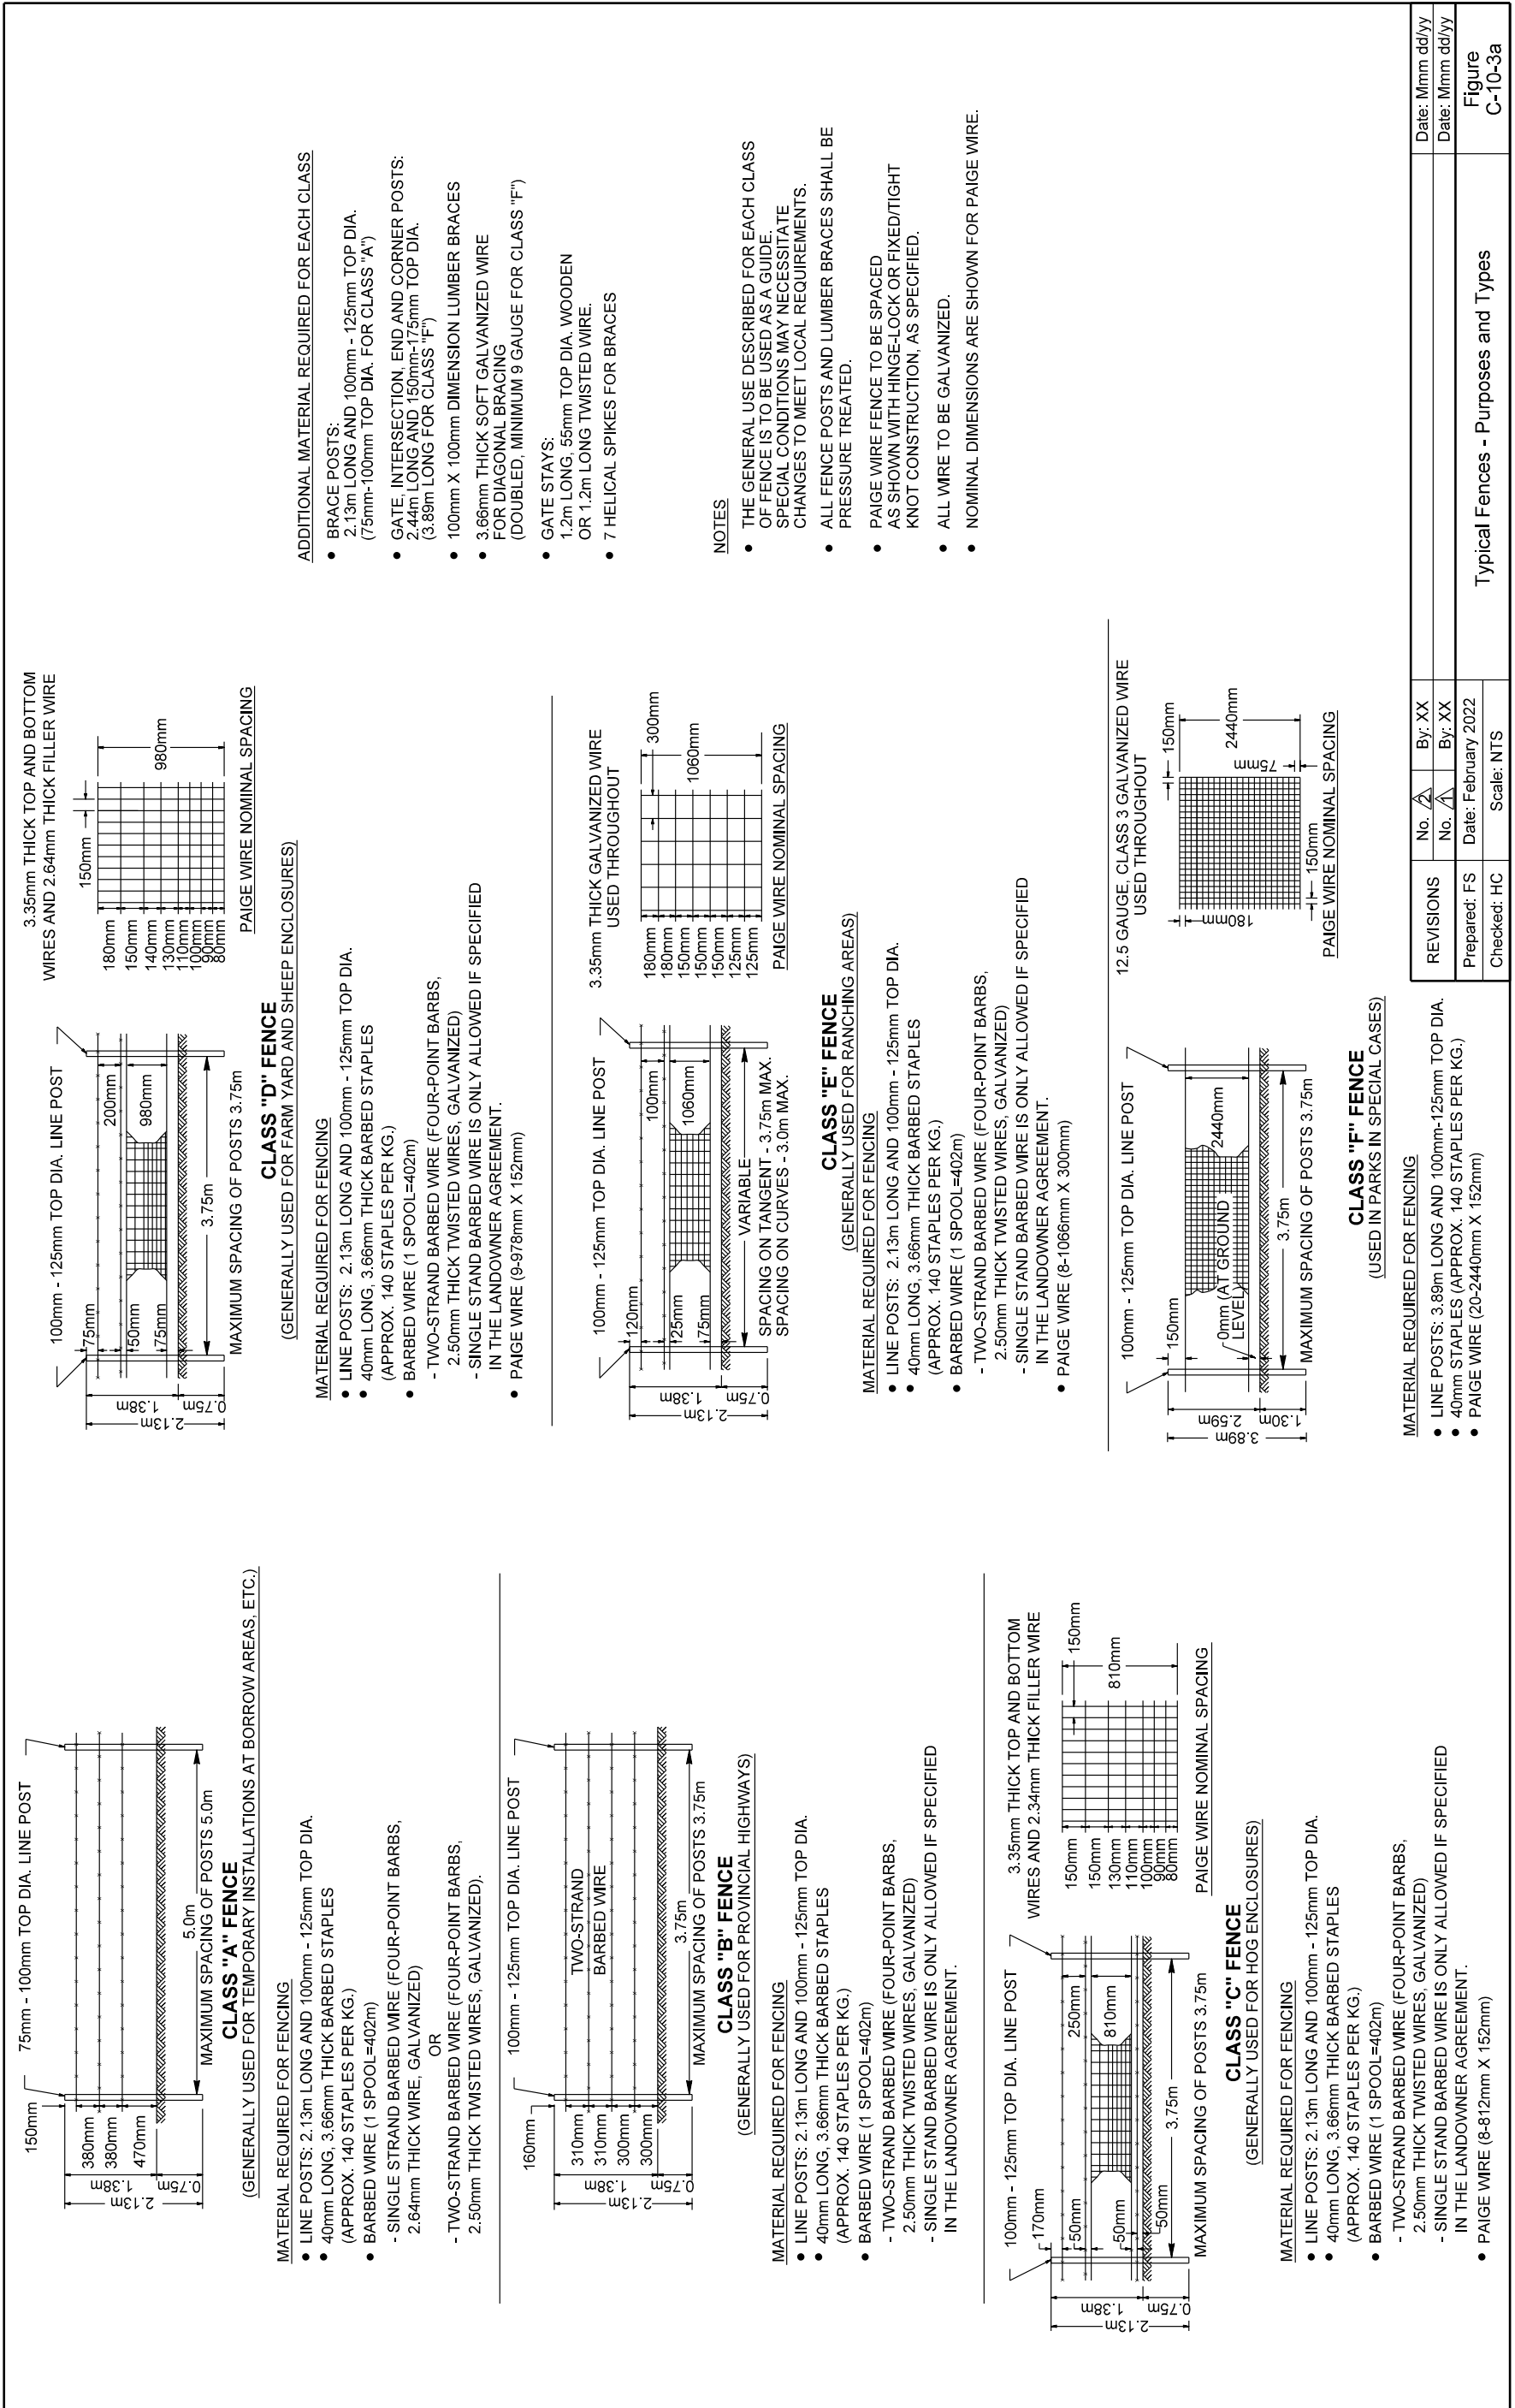 75mm - 100mm TOP DIA. LINE POST
150mm
380mm
380mm
470mm
1.38m
0.75m
2.13m
5.0m
MAXIMUM SPACING OF POSTS 5.0m
CLASS "A" FENCE
(GENERALLY USED FOR TEMPORARY INSTALLATIONS AT BORROW AREAS, ETC.)
MATERIAL REQUIRED FOR FENCING
● LINE POSTS: 2.13m LONG AND 100mm - 125mm TOP DIA.
● 40mm LONG, 3.66mm THICK BARBED STAPLES
(APPROX. 140 STAPLES PER KG.)
● BARBED WIRE (1 SPOOL=402m)
- SINGLE STRAND BARBED WIRE (FOUR-POINT BARBS,
2.64mm THICK WIRE, GALVANIZED)
OR
- TWO-STRAND BARBED WIRE (FOUR-POINT BARBS,
2.50mm THICK TWISTED WIRES, GALVANIZED).
100mm - 125mm TOP DIA. LINE POST
160mm
TWO-STRAND
BARBED WIRE
310mm
310mm
300mm
300mm
1.38m
0.75m
2.13m
3.75m
MAXIMUM SPACING OF POSTS 3.75m
CLASS "B" FENCE
(GENERALLY USED FOR PROVINCIAL HIGHWAYS)
MATERIAL REQUIRED FOR FENCING
● LINE POSTS: 2.13m LONG AND 100mm - 125mm TOP DIA.
● 40mm LONG, 3.66mm THICK BARBED STAPLES
(APPROX. 140 STAPLES PER KG.)
● BARBED WIRE (1 SPOOL=402m)
- TWO-STRAND BARBED WIRE (FOUR-POINT BARBS,
2.50mm THICK TWISTED WIRES, GALVANIZED)
- SINGLE STAND BARBED WIRE IS ONLY ALLOWED IF SPECIFIED
IN THE LANDOWNER AGREEMENT.
100mm - 125mm TOP DIA. LINE POST
170mm
250mm
50mm
810mm
50mm
50mm
1.38m
0.75m
2.13m
3.75m
MAXIMUM SPACING OF POSTS 3.75m
3.35mm THICK TOP AND BOTTOM
WIRES AND 2.34mm THICK FILLER WIRE
150mm
150mm
150mm
130mm
110mm
100mm
90mm
80mm
810mm
PAIGE WIRE NOMINAL SPACING
CLASS "C" FENCE
(GENERALLY USED FOR HOG ENCLOSURES)
MATERIAL REQUIRED FOR FENCING
● LINE POSTS: 2.13m LONG AND 100mm - 125mm TOP DIA.
● 40mm LONG, 3.66mm THICK BARBED STAPLES
(APPROX. 140 STAPLES PER KG.)
● BARBED WIRE (1 SPOOL=402m)
- TWO-STRAND BARBED WIRE (FOUR-POINT BARBS,
2.50mm THICK TWISTED WIRES, GALVANIZED)
- SINGLE STAND BARBED WIRE IS ONLY ALLOWED IF SPECIFIED
IN THE LANDOWNER AGREEMENT.
● PAIGE WIRE (8-812mm X 152mm)
100mm - 125mm TOP DIA. LINE POST
75mm
200mm
50mm
980mm
75mm
1.38m
0.75m
2.13m
3.75m
MAXIMUM SPACING OF POSTS 3.75m
3.35mm THICK TOP AND BOTTOM
WIRES AND 2.64mm THICK FILLER WIRE
150mm
180mm
150mm
140mm
130mm
110mm
100mm
90mm
80mm
980mm
PAIGE WIRE NOMINAL SPACING
CLASS "D" FENCE
(GENERALLY USED FOR FARM YARD AND SHEEP ENCLOSURES)
MATERIAL REQUIRED FOR FENCING
● LINE POSTS: 2.13m LONG AND 100mm - 125mm TOP DIA.
● 40mm LONG, 3.66mm THICK BARBED STAPLES
(APPROX. 140 STAPLES PER KG.)
● BARBED WIRE (1 SPOOL=402m)
- TWO-STRAND BARBED WIRE (FOUR-POINT BARBS,
2.50mm THICK TWISTED WIRES, GALVANIZED)
- SINGLE STAND BARBED WIRE IS ONLY ALLOWED IF SPECIFIED
IN THE LANDOWNER AGREEMENT.
● PAIGE WIRE (9-978mm X 152mm)
100mm - 125mm TOP DIA. LINE POST
120mm
100mm
25mm
1060mm
75mm
1.38m
0.75m
2.13m
VARIABLE
SPACING ON TANGENT - 3.75m MAX.
SPACING ON CURVES - 3.0m MAX.
3.35mm THICK GALVANIZED WIRE
USED THROUGHOUT
300mm
180mm
180mm
150mm
150mm
150mm
125mm
125mm
1060mm
PAIGE WIRE NOMINAL SPACING
CLASS "E" FENCE
(GENERALLY USED FOR RANCHING AREAS)
MATERIAL REQUIRED FOR FENCING
● LINE POSTS: 2.13m LONG AND 100mm - 125mm TOP DIA.
● 40mm LONG, 3.66mm THICK BARBED STAPLES
(APPROX. 140 STAPLES PER KG.)
● BARBED WIRE (1 SPOOL=402m)
- TWO-STRAND BARBED WIRE (FOUR-POINT BARBS,
2.50mm THICK TWISTED WIRES, GALVANIZED)
- SINGLE STAND BARBED WIRE IS ONLY ALLOWED IF SPECIFIED
IN THE LANDOWNER AGREEMENT.
● PAIGE WIRE (8-1066mm X 300mm)
100mm - 125mm TOP DIA. LINE POST
150mm
2440mm
0mm (AT GROUND
LEVEL)
2.59m
1.30m
3.89m
3.75m
MAXIMUM SPACING OF POSTS 3.75m
12.5 GAUGE, CLASS 3 GALVANIZED WIRE
USED THROUGHOUT
150mm
180mm
2440mm
75mm
150mm
PAIGE WIRE NOMINAL SPACING
CLASS "F" FENCE
(USED IN PARKS IN SPECIAL CASES)
MATERIAL REQUIRED FOR FENCING
● LINE POSTS: 3.89m LONG AND 100mm-125mm TOP DIA.
● 40mm STAPLES (APPROX. 140 STAPLES PER KG.)
● PAIGE WIRE (20-2440mm X 152mm)
ADDITIONAL MATERIAL REQUIRED FOR EACH CLASS
● BRACE POSTS:
2.13m LONG AND 100mm - 125mm TOP DIA.
(75mm-100mm TOP DIA. FOR CLASS "A")
● GATE, INTERSECTION, END AND CORNER POSTS:
2.44m LONG AND 150mm-175mm TOP DIA.
(3.89m LONG FOR CLASS "F")
● 100mm X 100mm DIMENSION LUMBER BRACES
● 3.66mm THICK SOFT GALVANIZED WIRE
FOR DIAGONAL BRACING
(DOUBLED, MINIMUM 9 GAUGE FOR CLASS "F")
● GATE STAYS:
1.2m LONG, 55mm TOP DIA. WOODEN
OR 1.2m LONG TWISTED WIRE.
● 7 HELICAL SPIKES FOR BRACES
NOTES
● THE GENERAL USE DESCRIBED FOR EACH CLASS
OF FENCE IS TO BE USED AS A GUIDE.
SPECIAL CONDITIONS MAY NECESSITATE
CHANGES TO MEET LOCAL REQUIREMENTS.
● ALL FENCE POSTS AND LUMBER BRACES SHALL BE
PRESSURE TREATED.
● PAIGE WIRE FENCE TO BE SPACED
AS SHOWN WITH HINGE-LOCK OR FIXED/TIGHT
KNOT CONSTRUCTION, AS SPECIFIED.
● ALL WIRE TO BE GALVANIZED.
● NOMINAL DIMENSIONS ARE SHOWN FOR PAIGE WIRE.
REVISIONS
No. 2 By: XX Date: Mmm dd/yy
No. 1 By: XX Date: Mmm dd/yy
Prepared: FS Date: February 2022
Checked: HC Scale: NTS
Typical Fences - Purposes and Types
Figure
C-10-3a